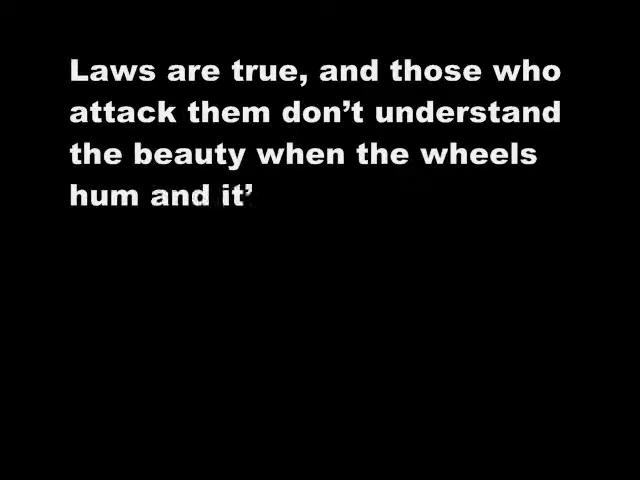 Laws are true, and those who
attack them don’t understand
the beauty when the wheels
hum and it’